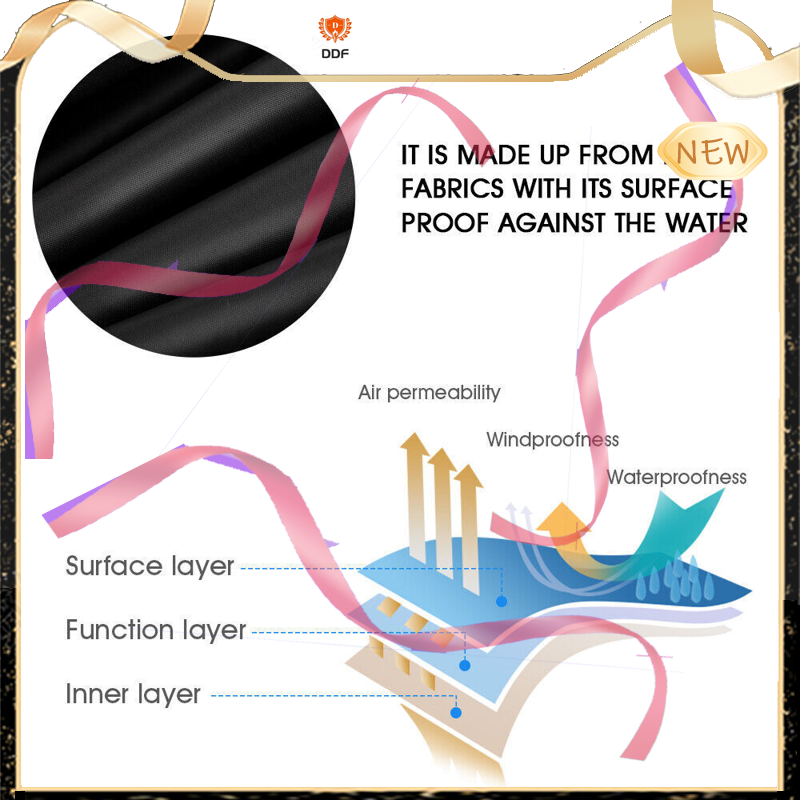 DDF
IT IS MADE UP FROM
NEW
FABRICS WITH ITS SURFACE
PROOF AGAINST THE WATER
Air permeability
Windproofness
Waterproofness
Surface layer
Function layer
Inner layer